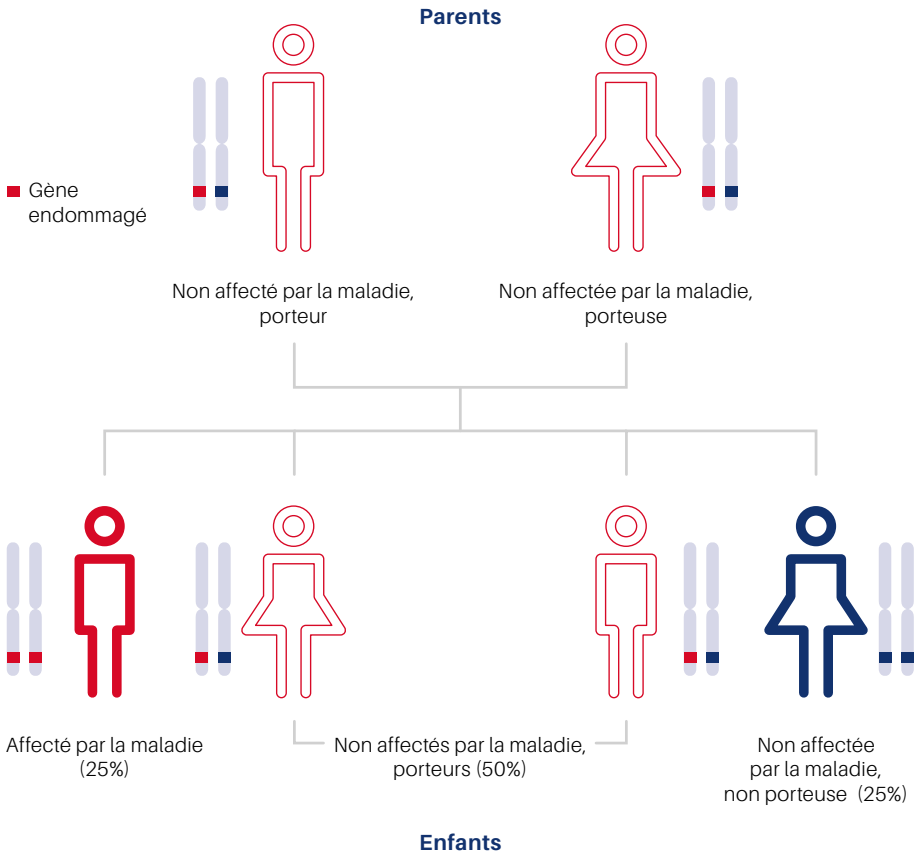 Parents
Gène
endommagé
Non affecté par la maladie,
porteur
Non affectée par la maladie,
porteuse
Affecté par la maladie
(25%)
Non affectés par la maladie,
porteurs (50%)
Non affectée
par la maladie,
non porteuse (25%)
Enfants